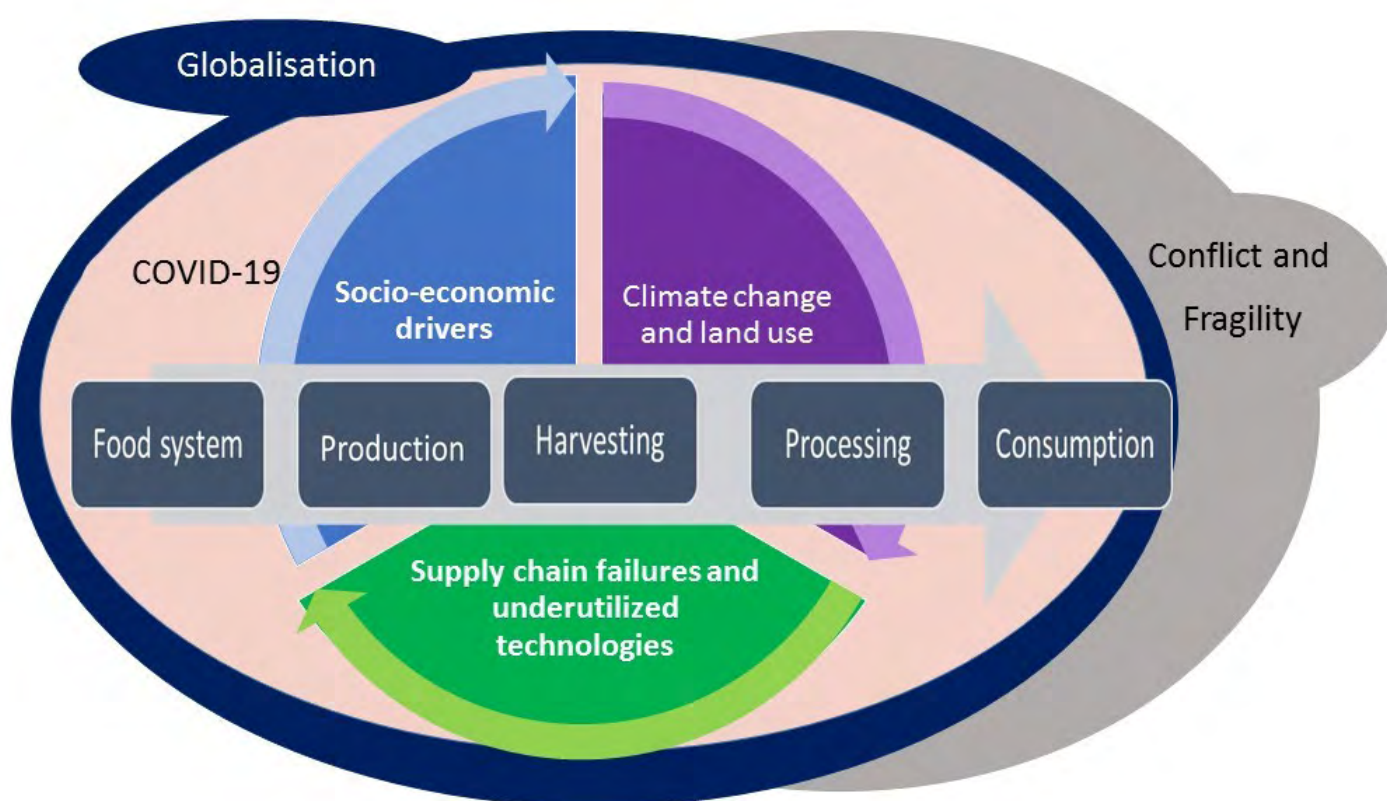 Globalisation
COVID-19
Socio-economic
drivers
Climate change
and land use
Conflict and
Fragility
Food system
Production
Harvesting
Processing
Consumption
Supply chain failures and
underutilized
technologies